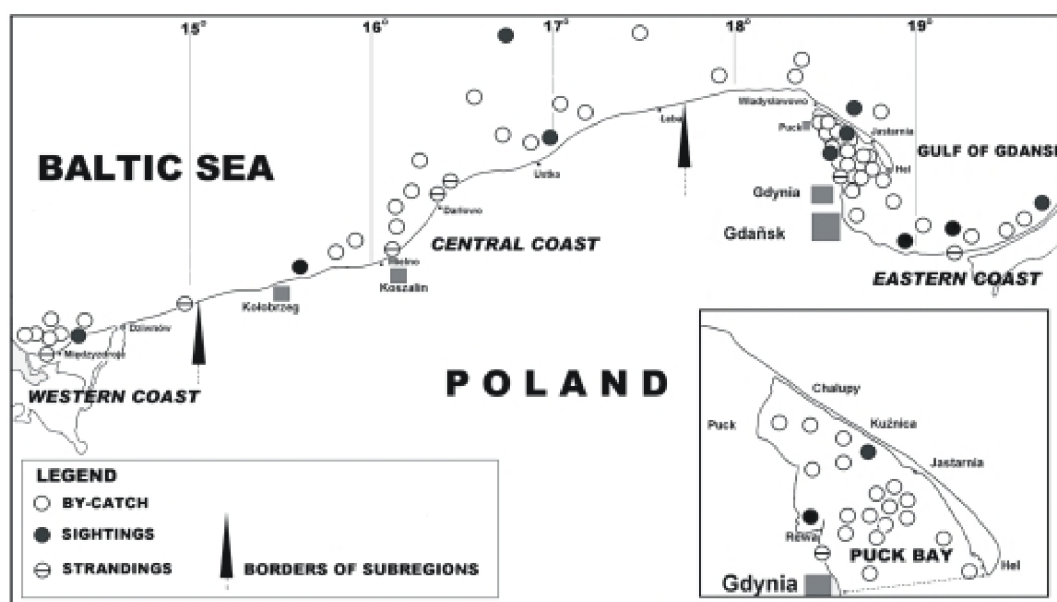 15°
16°
17°
18°
19°
BALTIC SEA
Władysławowo
Puck
Jastarnia
GULF OF GDAŃSK
Hel
Łeba
Ustka
Gdynia
Gdańsk
Darłowo
CENTRAL COAST
Mielno
Koszalin
EASTERN COAST
Kołobrzeg
Dziwnów
Międzyzdroje
WESTERN COAST
POLAND
LEGEND
BY-CATCH
SIGHTINGS
STRANDINGS
BORDERS OF SUBREGIONS
Chałupy
Puck
Kuźnica
Jastarnia
Rewa
PUCK BAY
Hel
Gdynia